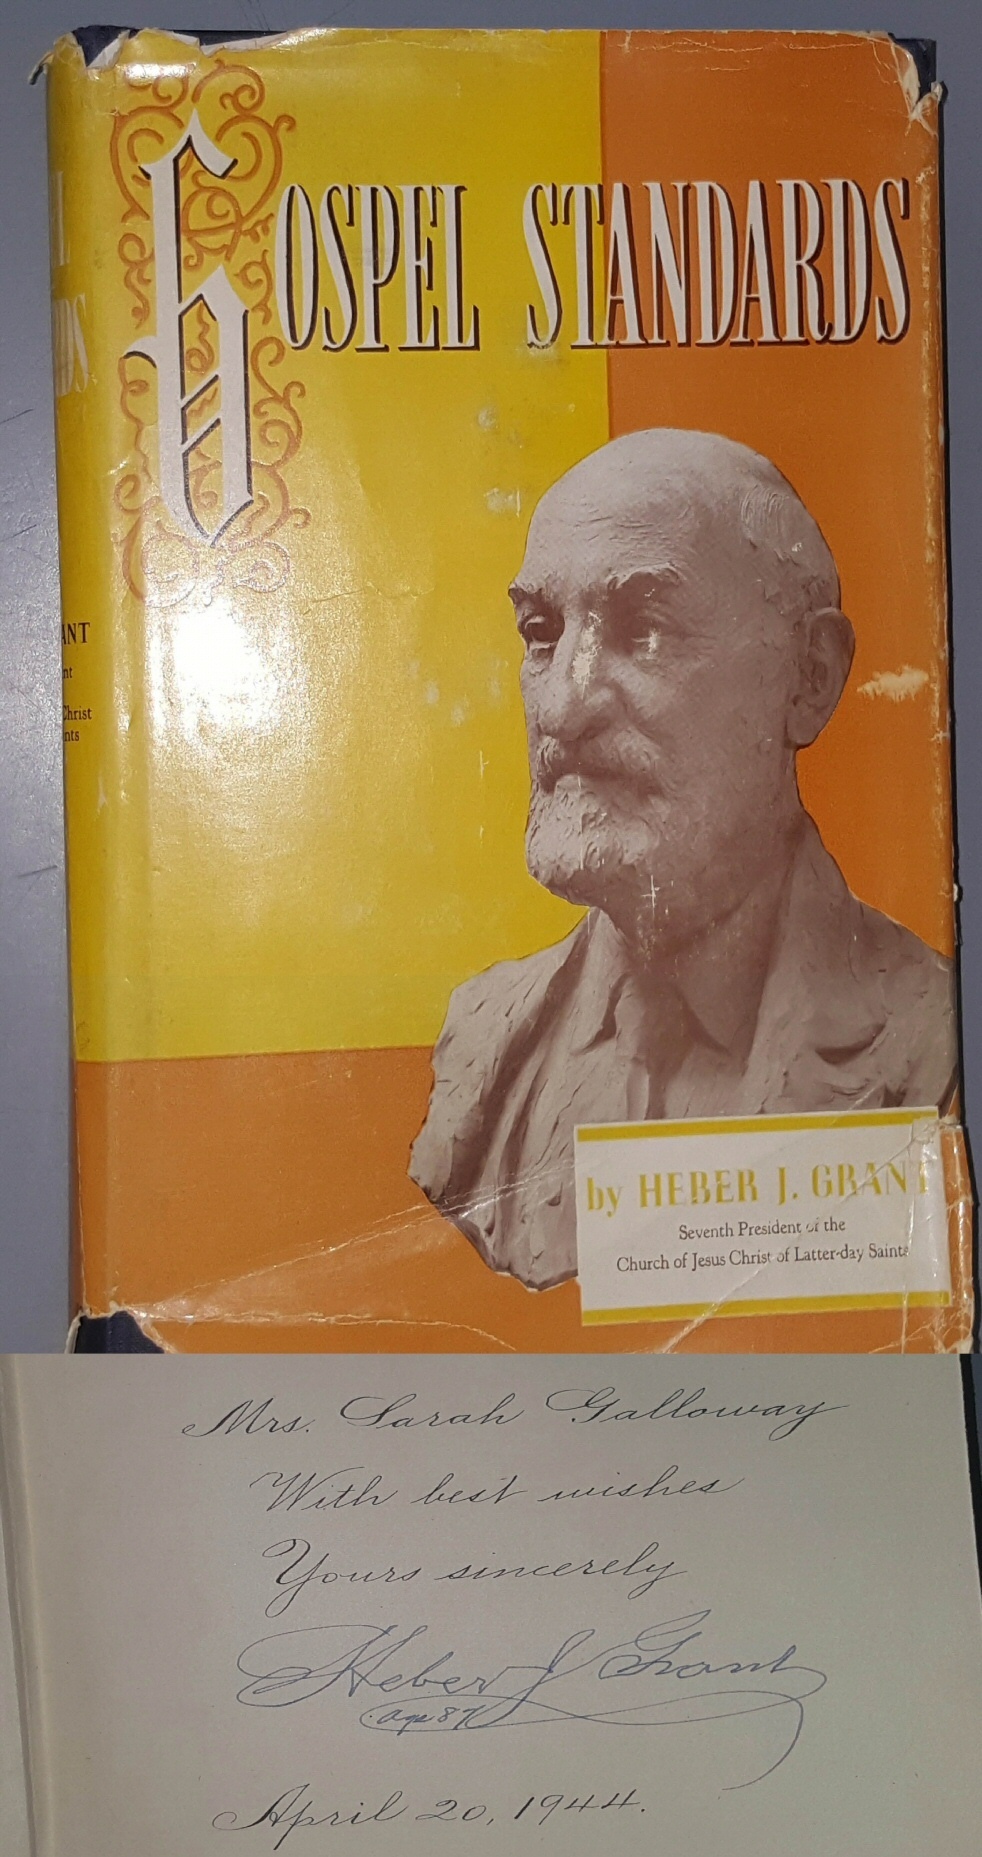 GOSPEL STANDARDS
by HEBER J. GRANT
Seventh President of the
Church of Jesus Christ of Latter-day Saints
Christ
Mrs. Sarah Galloway
With best wishes
Yours sincerely
Heber J Grant
age 87
April 20, 1944.